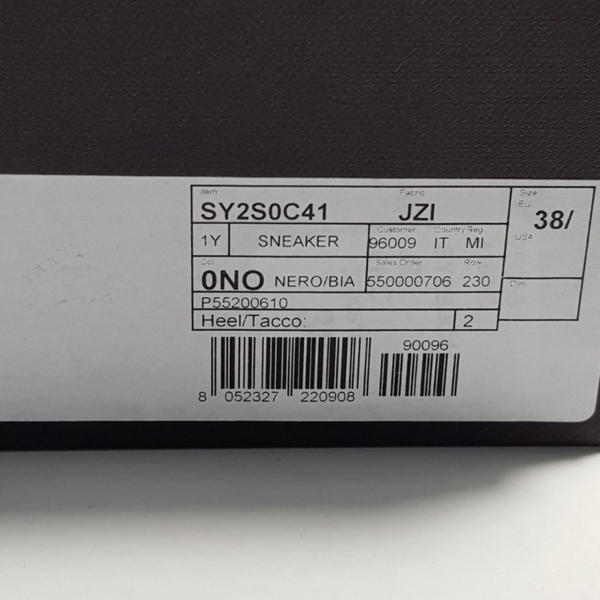 Item Fabric Size
SY2S0C41 JZI
EU 38/
Customer Country Reg
USA
1Y SNEAKER 96009 IT MI
Col Sales Order Row
0NO NERO/BIA 550000706 230
Dim
P55200610
Heel/Tacco: 2
90096
8 052327 220908